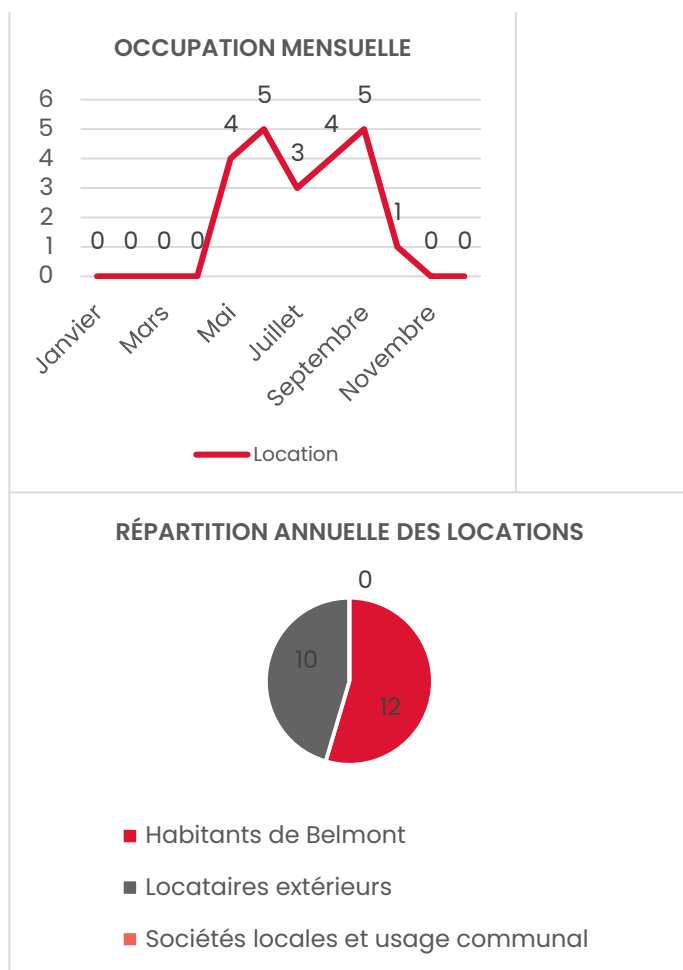 OCCUPATION MENSUELLE
6
5
4
3
2
1
0
0 0 0 0 4 5 3 4 5 1 0 0
Janvier Mars Mai Juillet Septembre Novembre
Location
RÉPARTITION ANNUELLE DES LOCATIONS
0
10
12
Habitants de Belmont
Locataires extérieurs
Sociétés locales et usage communal